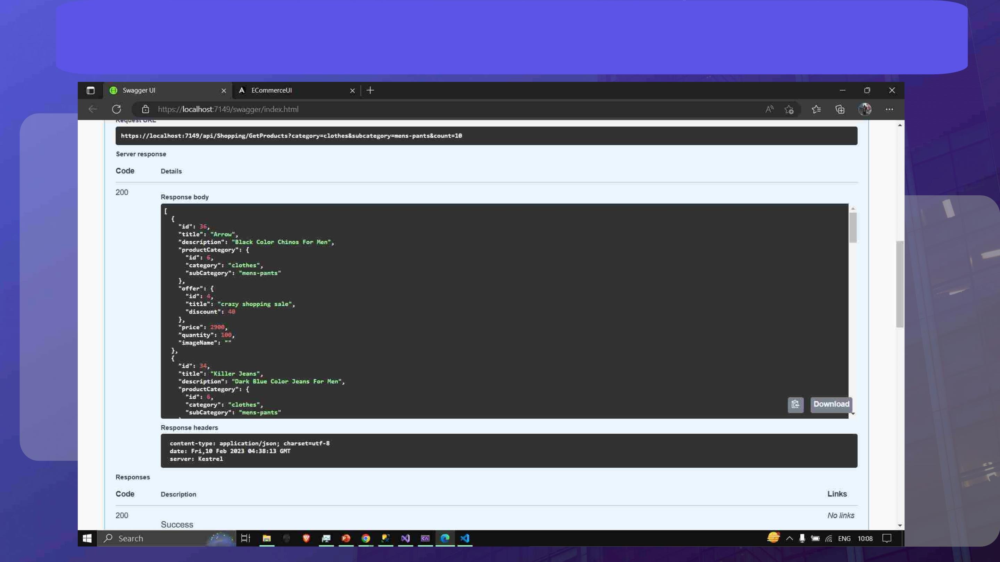 Swagger UI
ECommerceUI
https://localhost:7149/swagger/index.html
Request URL
https://localhost:7149/api/Shopping/GetProducts?category=clothes&subcategory=mens-pants&count=10
Server response
Code Details
200
Response body
[
{
"id": 36,
"title": "Arrow",
"description": "Black Color Chinos For Men",
"productCategory": {
"id": 6,
"category": "clothes",
"subCategory": "mens-pants"
},
"offer": {
"id": 4,
"title": "crazy shopping sale",
"discount": 40
},
"price": 2900,
"quantity": 100,
"imageName": ""
},
{
"id": 34,
"title": "Killer Jeans",
"description": "Dark Blue Color Jeans For Men",
"productCategory": {
"id": 6,
"category": "clothes",
"subCategory": "mens-pants"
Download
Response headers
content-type: application/json; charset=utf-8
date: Fri,10 Feb 2023 04:38:13 GMT
server: Kestrel
Responses
Code Description Links
200 No links
Success
Search
ENG 10:08